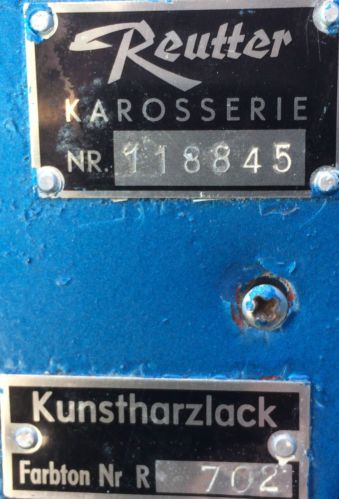 Reutter
KAROSSERIE
NR. 118845
Kunstharzlack
Farbton Nr R 702